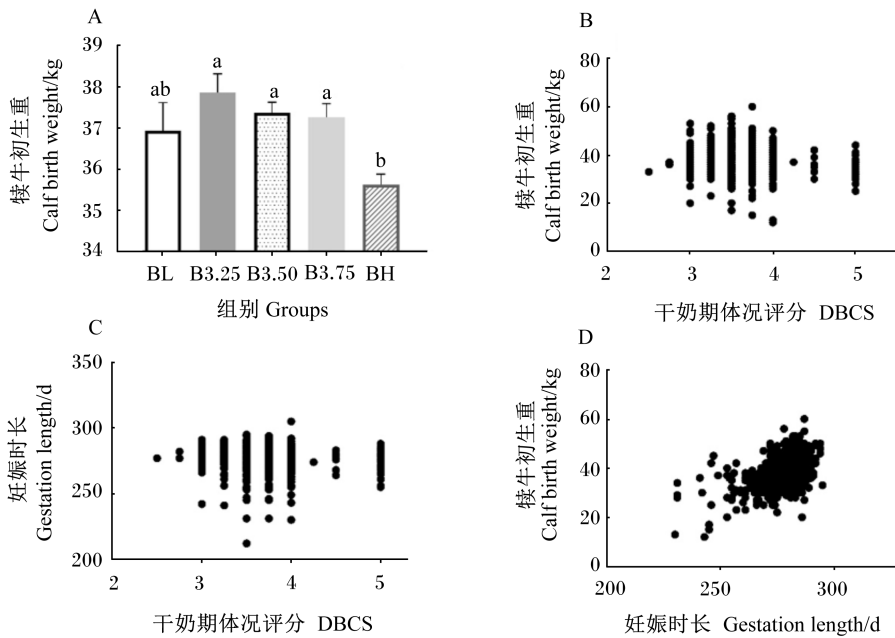 A
39
38
37
36
35
34
犊牛初生重
Calf birth weight/kg
ab
a
a
a
b
BL
B3.25
B3.50
B3.75
BH
组别 Groups
B
80
60
40
20
0
犊牛初生重
Calf birth weight/kg
2
3
4
5
干奶期体况评分 DBCS
C
350
300
250
200
妊娠时长
Gestation length/d
2
3
4
5
干奶期体况评分 DBCS
D
80
60
40
20
0
犊牛初生重
Calf birth weight/kg
200
250
300
妊娠时长 Gestation length/d